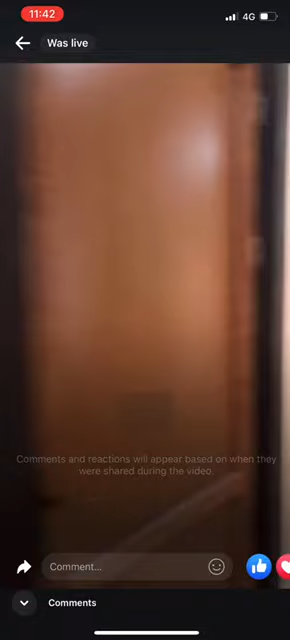 11:42
4G
Was live
Comments and reactions will appear based on when they
were shared during the video.
Comment...
Comments